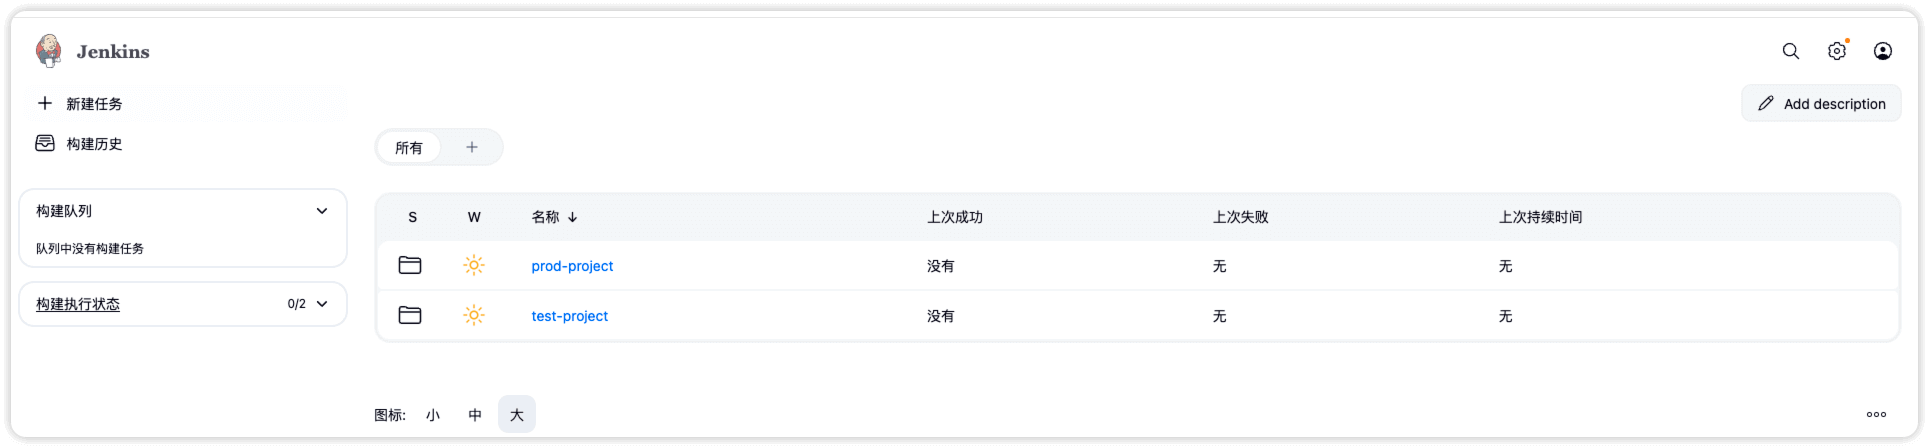 Jenkins
新建任务
Add description
构建历史
所有
构建队列
队列中没有构建任务
构建执行状态 0/2
S W 名称 ↓ 上次成功 上次失败 上次持续时间
prod-project 没有 无 无
test-project 没有 无 无
图标: 小 中 大